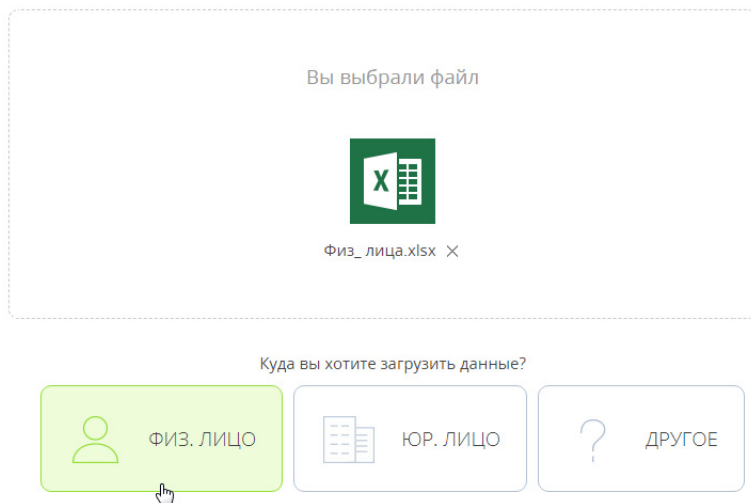 Вы выбрали файл
X
Физ_ лица.xlsx ×
Куда вы хотите загрузить данные?
ФИЗ. ЛИЦО
ЮР. ЛИЦО
? ДРУГОЕ